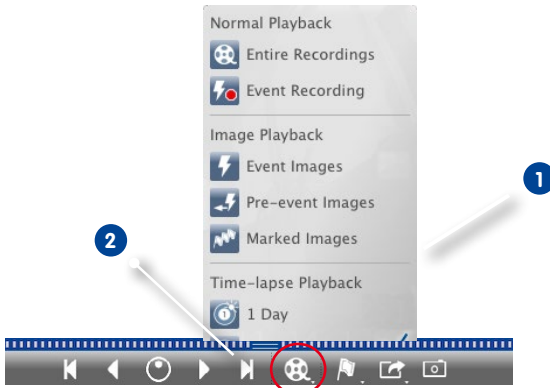 Normal Playback
Entire Recordings
Event Recording
Image Playback
Event Images
Pre-event Images
Marked Images
Time-lapse Playback
1 Day
1
2